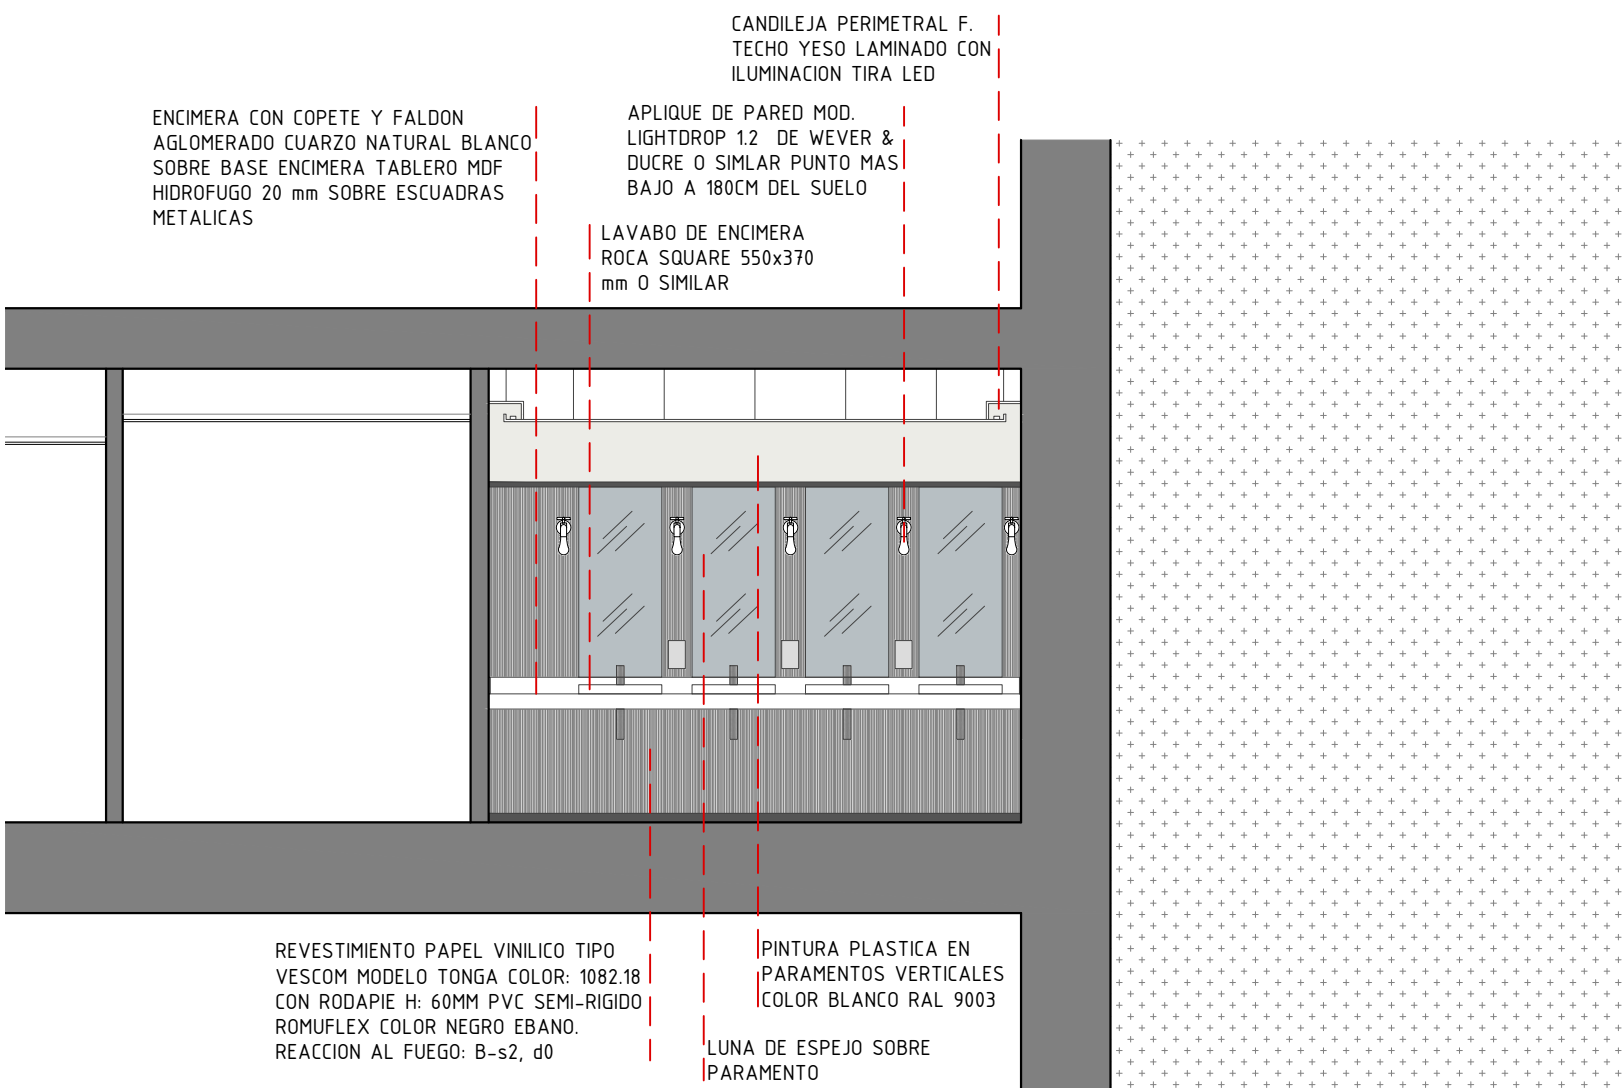 CANDILEJA PERIMETRAL F.
TECHO YESO LAMINADO CON
ILUMINACION TIRA LED
ENCIMERA CON COPETE Y FALDON
AGLOMERADO CUARZO NATURAL BLANCO
SOBRE BASE ENCIMERA TABLERO MDF
HIDROFUGO 20 mm SOBRE ESCUADRAS
METALICAS
APLIQUE DE PARED MOD.
LIGHTDROP 1.2 DE WEVER &
DUCRE O SIMLAR PUNTO MAS
BAJO A 180CM DEL SUELO
LAVABO DE ENCIMERA
ROCA SQUARE 550x370
mm O SIMILAR
REVESTIMIENTO PAPEL VINILICO TIPO
VESCOM MODELO TONGA COLOR: 1082.18
CON RODAPIE H: 60MM PVC SEMI-RIGIDO
ROMUFLEX COLOR NEGRO EBANO.
REACCION AL FUEGO: B-s2, d0
PINTURA PLASTICA EN
PARAMENTOS VERTICALES
COLOR BLANCO RAL 9003
LUNA DE ESPEJO SOBRE
PARAMENTO